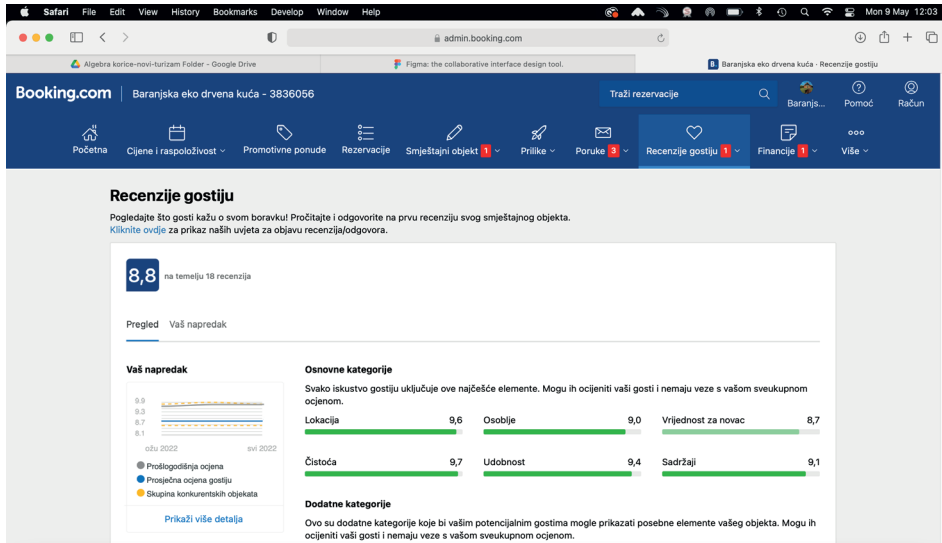 Safari File Edit View History Bookmarks Develop Window Help Mon 9 May 12:03
admin.booking.com
Algebra korice-novi-turizam Folder - Google Drive
Figma: the collaborative interface design tool.
B. Baranjska eko drvena kuća · Recenzije gostiju
Booking.com Baranjska eko drvena kuća - 3836056
Traži rezervacije
Baranjs...
Pomoć
Račun
Početna
Cijene i raspoloživost
Promotivne ponude
Rezervacije
Smještajni objekt 1
Prilike
Poruke 3
Recenzije gostiju 1
Financije 1
Više
Recenzije gostiju
Pogledajte što gosti kažu o svom boravku! Pročitajte i odgovorite na prvu recenziju svog smještajnog objekta.
Kliknite ovdje za prikaz naših uvjeta za objavu recenzija/odgovora.
8,8 na temelju 18 recenzija
Pregled Vaš napredak
Vaš napredak
9.9
9.3
8.7
8.1
ožu 2022 svi 2022
Prošlogodišnja ocjena
Prosječna ocjena gostiju
Skupina konkurentskih objekata
Prikaži više detalja
Osnovne kategorije
Svako iskustvo gostiju uključuje ove najčešće elemente. Mogu ih ocijeniti vaši gosti i nemaju veze s vašom sveukupnom
ocjenom.
Lokacija 9,6
Osoblje 9,0
Vrijednost za novac 8,7
Čistoća 9,7
Udobnost 9,4
Sadržaji 9,1
Dodatne kategorije
Ovo su dodatne kategorije koje bi vašim potencijalnim gostima mogle prikazati posebne elemente vašeg objekta. Mogu ih
ocijeniti vaši gosti i nemaju veze s vašom sveukupnom ocjenom.